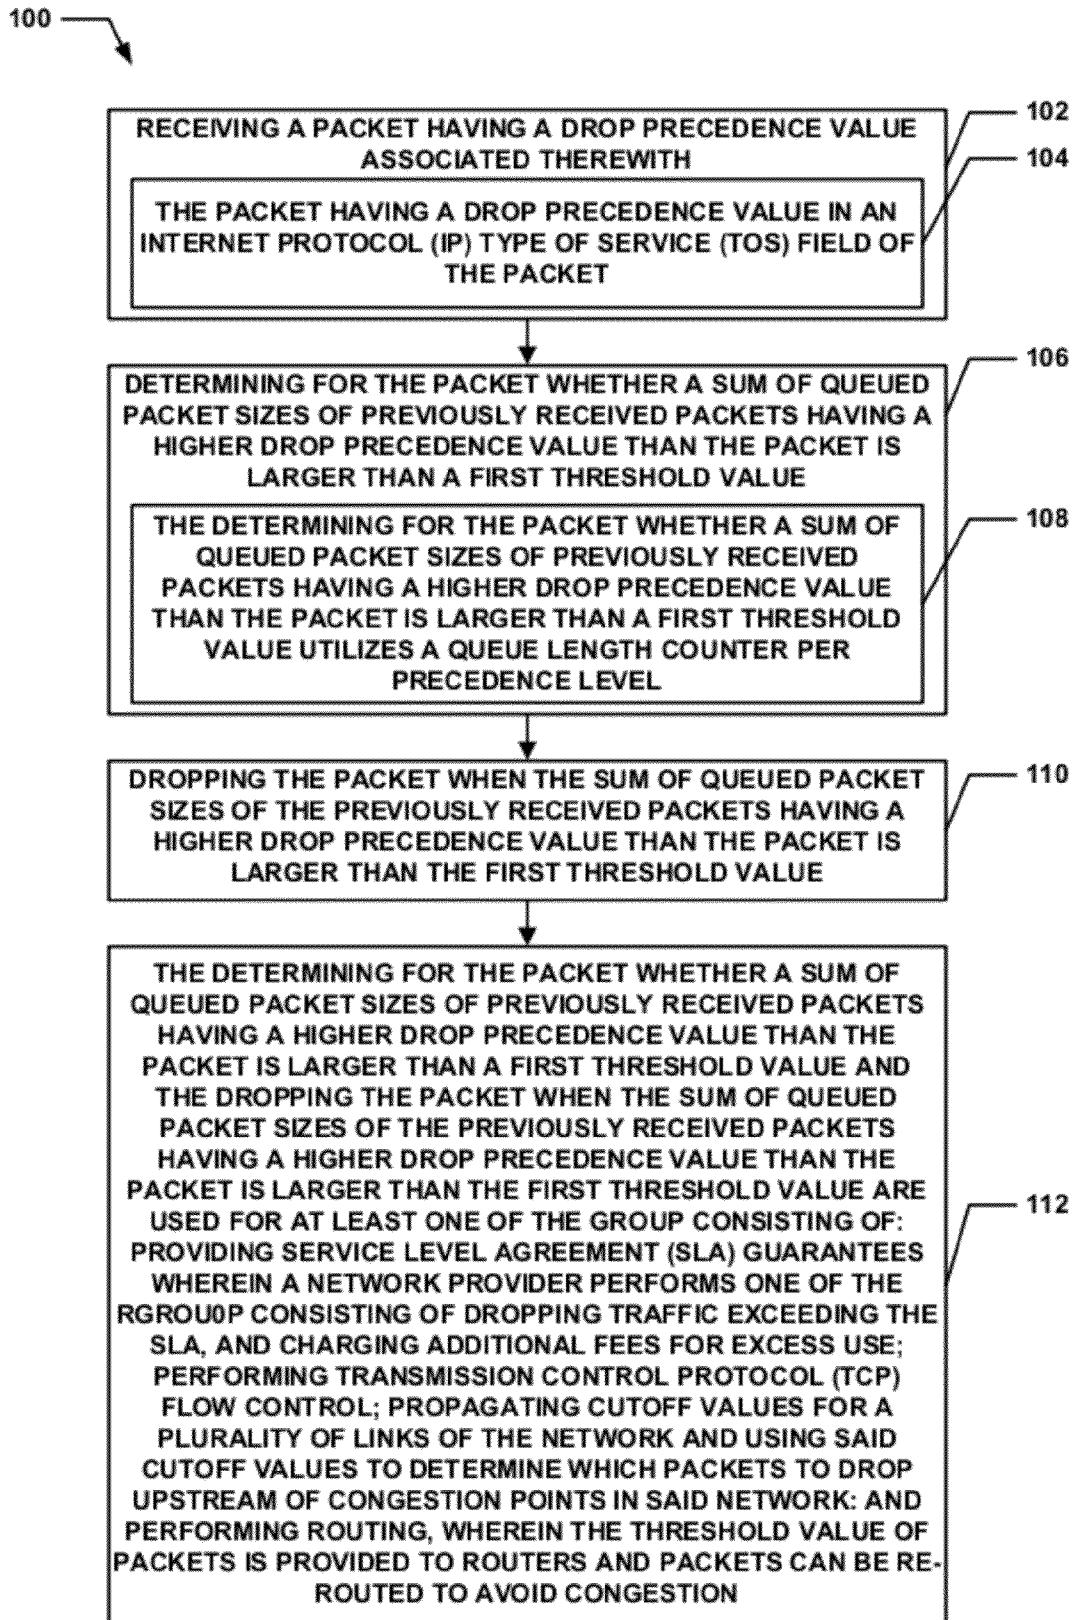 100
102
RECEIVING A PACKET HAVING A DROP PRECEDENCE VALUE
ASSOCIATED THEREWITH
104
THE PACKET HAVING A DROP PRECEDENCE VALUE IN AN
INTERNET PROTOCOL (IP) TYPE OF SERVICE (TOS) FIELD OF
THE PACKET
106
DETERMINING FOR THE PACKET WHETHER A SUM OF QUEUED
PACKET SIZES OF PREVIOUSLY RECEIVED PACKETS HAVING A
HIGHER DROP PRECEDENCE VALUE THAN THE PACKET IS
LARGER THAN A FIRST THRESHOLD VALUE
108
THE DETERMINING FOR THE PACKET WHETHER A SUM OF
QUEUED PACKET SIZES OF PREVIOUSLY RECEIVED
PACKETS HAVING A HIGHER DROP PRECEDENCE VALUE
THAN THE PACKET IS LARGER THAN A FIRST THRESHOLD
VALUE UTILIZES A QUEUE LENGTH COUNTER PER
PRECEDENCE LEVEL
110
DROPPING THE PACKET WHEN THE SUM OF QUEUED PACKET
SIZES OF THE PREVIOUSLY RECEIVED PACKETS HAVING A
HIGHER DROP PRECEDENCE VALUE THAN THE PACKET IS
LARGER THAN THE FIRST THRESHOLD VALUE
112
THE DETERMINING FOR THE PACKET WHETHER A SUM OF
QUEUED PACKET SIZES OF PREVIOUSLY RECEIVED PACKETS
HAVING A HIGHER DROP PRECEDENCE VALUE THAN THE
PACKET IS LARGER THAN A FIRST THRESHOLD VALUE AND
THE DROPPING THE PACKET WHEN THE SUM OF QUEUED
PACKET SIZES OF THE PREVIOUSLY RECEIVED PACKETS
HAVING A HIGHER DROP PRECEDENCE VALUE THAN THE
PACKET IS LARGER THAN THE FIRST THRESHOLD VALUE ARE
USED FOR AT LEAST ONE OF THE GROUP CONSISTING OF:
PROVIDING SERVICE LEVEL AGREEMENT (SLA) GUARANTEES
WHEREIN A NETWORK PROVIDER PERFORMS ONE OF THE
RGROU0P CONSISTING OF DROPPING TRAFFIC EXCEEDING THE
SLA, AND CHARGING ADDITIONAL FEES FOR EXCESS USE;
PERFORMING TRANSMISSION CONTROL PROTOCOL (TCP)
FLOW CONTROL; PROPAGATING CUTOFF VALUES FOR A
PLURALITY OF LINKS OF THE NETWORK AND USING SAID
CUTOFF VALUES TO DETERMINE WHICH PACKETS TO DROP
UPSTREAM OF CONGESTION POINTS IN SAID NETWORK: AND
PERFORMING ROUTING, WHEREIN THE THRESHOLD VALUE OF
PACKETS IS PROVIDED TO ROUTERS AND PACKETS CAN BE RE-
ROUTED TO AVOID CONGESTION